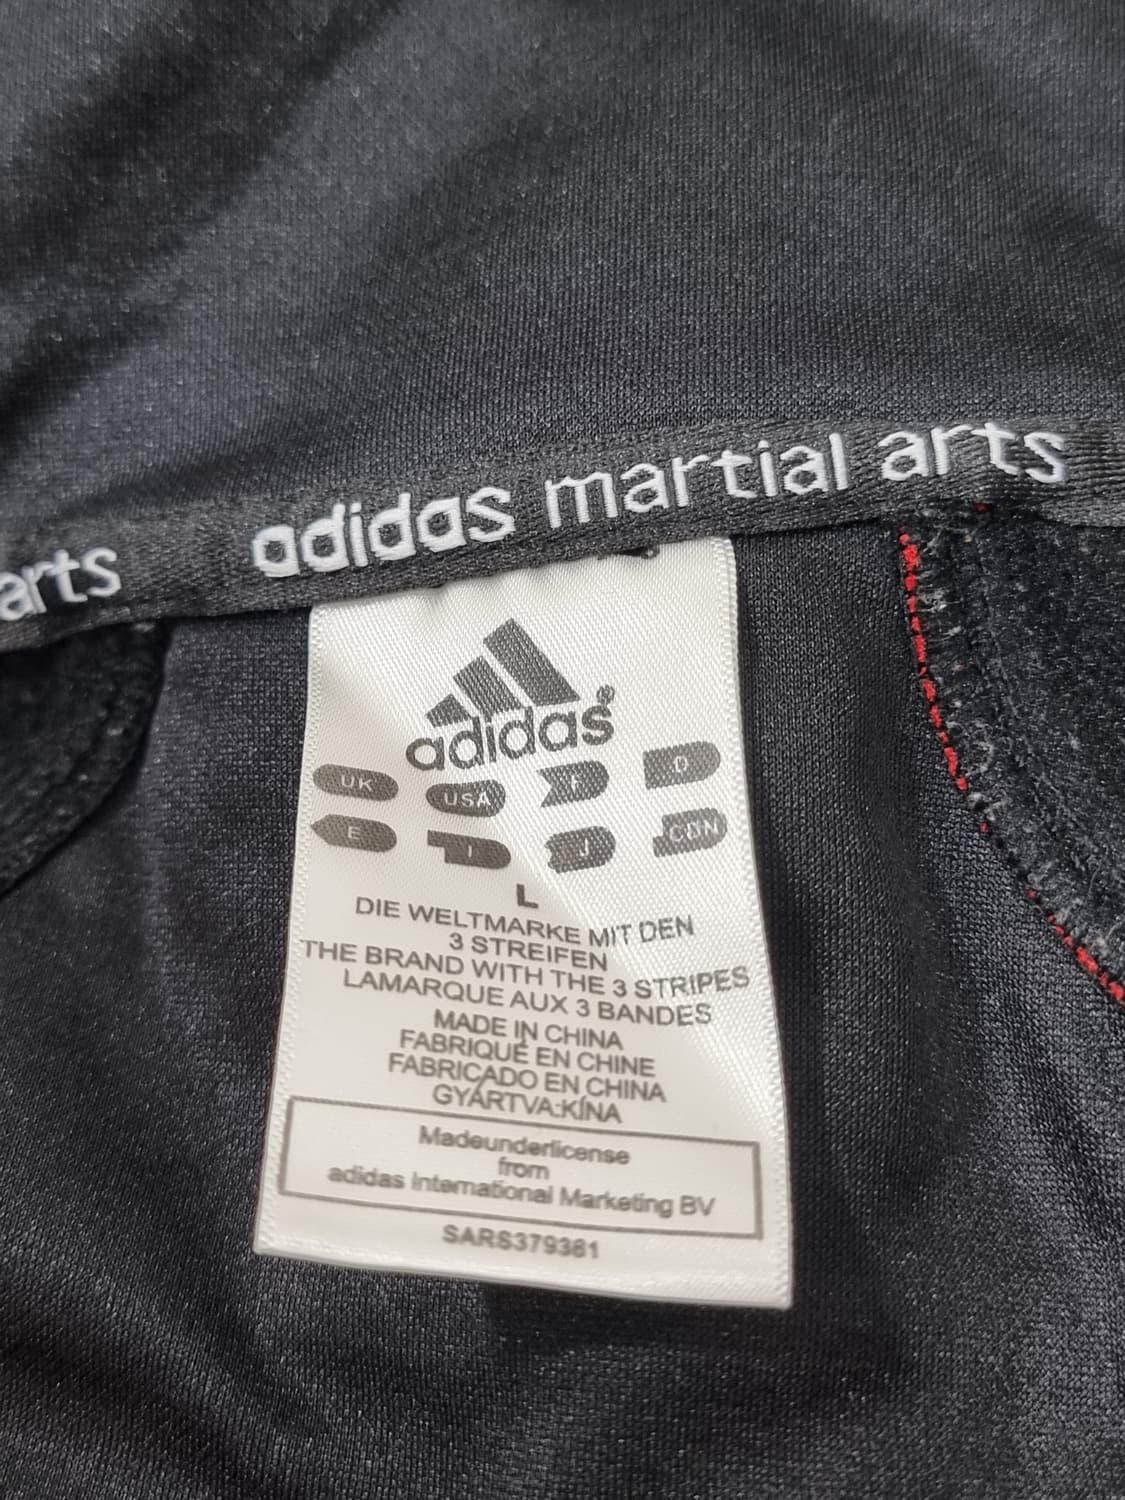 arts adidas martial arts
adidas®
UK USA F D
E I J CDN
L
DIE WELTMARKE MIT DEN
3 STREIFEN
THE BRAND WITH THE 3 STRIPES
LAMARQUE AUX 3 BANDES
MADE IN CHINA
FABRIQUÉ EN CHINE
FABRICADO EN CHINA
GYÁRTVA:KÍNA
Madeunderlicense
from
adidas International Marketing BV
SARS379381